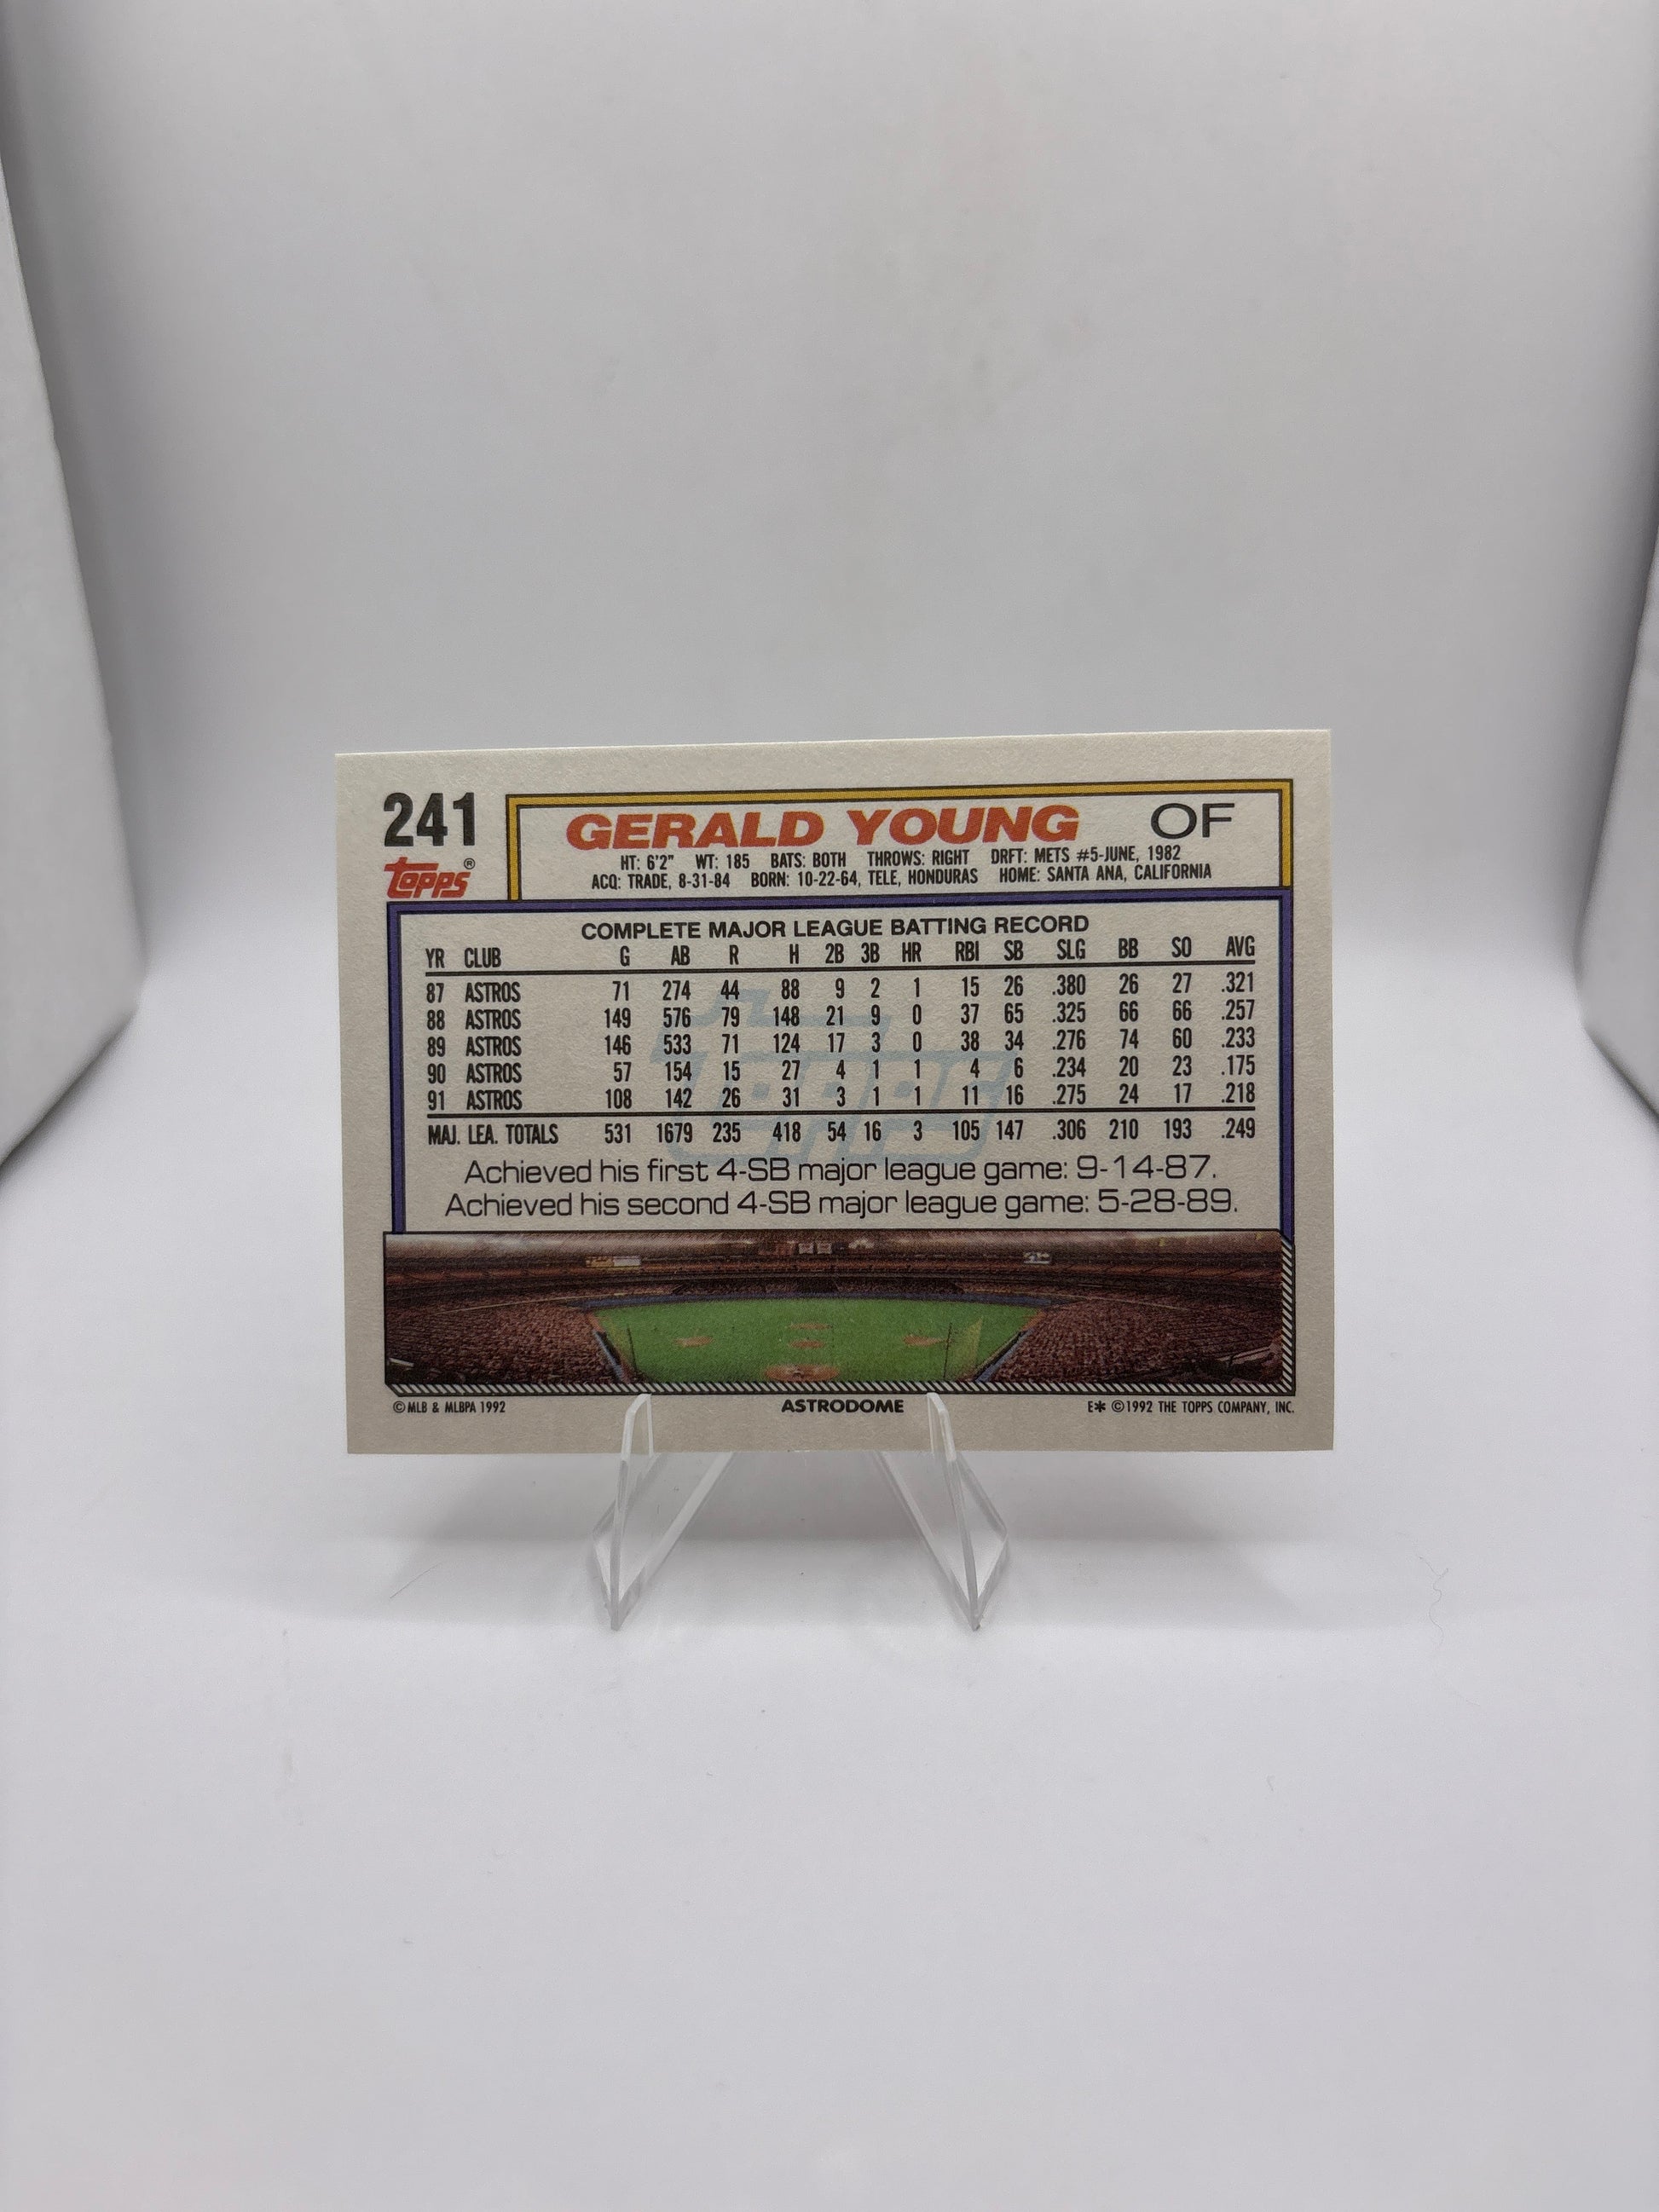 241 GERALD YOUNG OF
Topps®
HT: 6'2" WT: 185 BATS: BOTH THROWS: RIGHT DRFT: METS #5-JUNE, 1982
ACQ: TRADE, 8-31-84 BORN: 10-22-64, TELE, HONDURAS HOME: SANTA ANA, CALIFORNIA
COMPLETE MAJOR LEAGUE BATTING RECORD
YR CLUB G AB R H 2B 3B HR RBI SB SLG BB SO AVG
87 ASTROS 71 274 44 88 9 2 1 15 26 .380 26 27 .321
88 ASTROS 149 576 79 148 21 9 0 37 65 .325 66 66 .257
89 ASTROS 146 533 71 124 17 3 0 38 34 .276 74 60 .233
90 ASTROS 57 154 15 27 4 1 1 4 6 .234 20 23 .175
91 ASTROS 108 142 26 31 3 1 1 11 16 .275 24 17 .218
MAJ. LEA. TOTALS 531 1679 235 418 54 16 3 105 147 .306 210 193 .249
Topps
Achieved his first 4-SB major league game: 9-14-87.
Achieved his second 4-SB major league game: 5-28-89.
© MLB & MLBPA 1992 ASTRODOME E* ©1992 THE TOPPS COMPANY, INC.